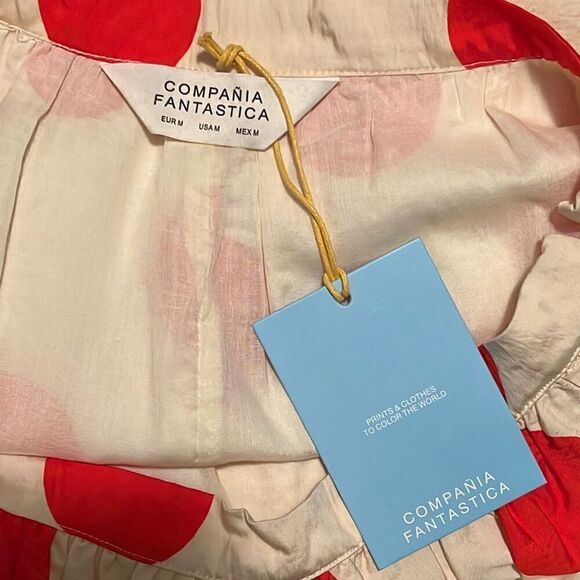 COMPAÑIA
FANTASTICA
EUR M USA M MEX M
PRINTS & CLOTHES
TO COLOR THE WORLD
COMPAÑIA
FANTASTICA